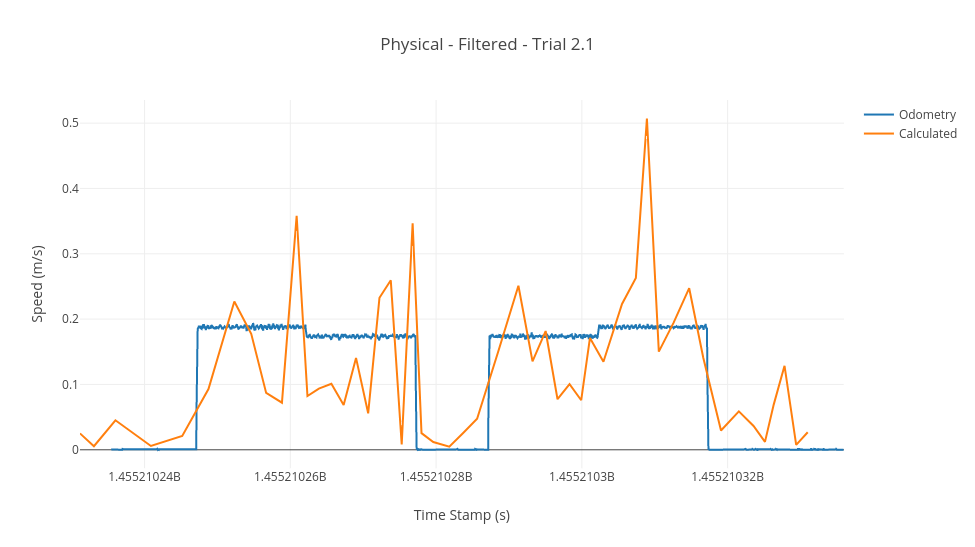 Physical - Filtered - Trial 2.1
Odometry
Calculated
0.5
0.4
0.3
0.2
0.1
0
Speed (m/s)
1.45521024B
1.45521026B
1.45521028B
1.4552103B
1.45521032B
Time Stamp (s)